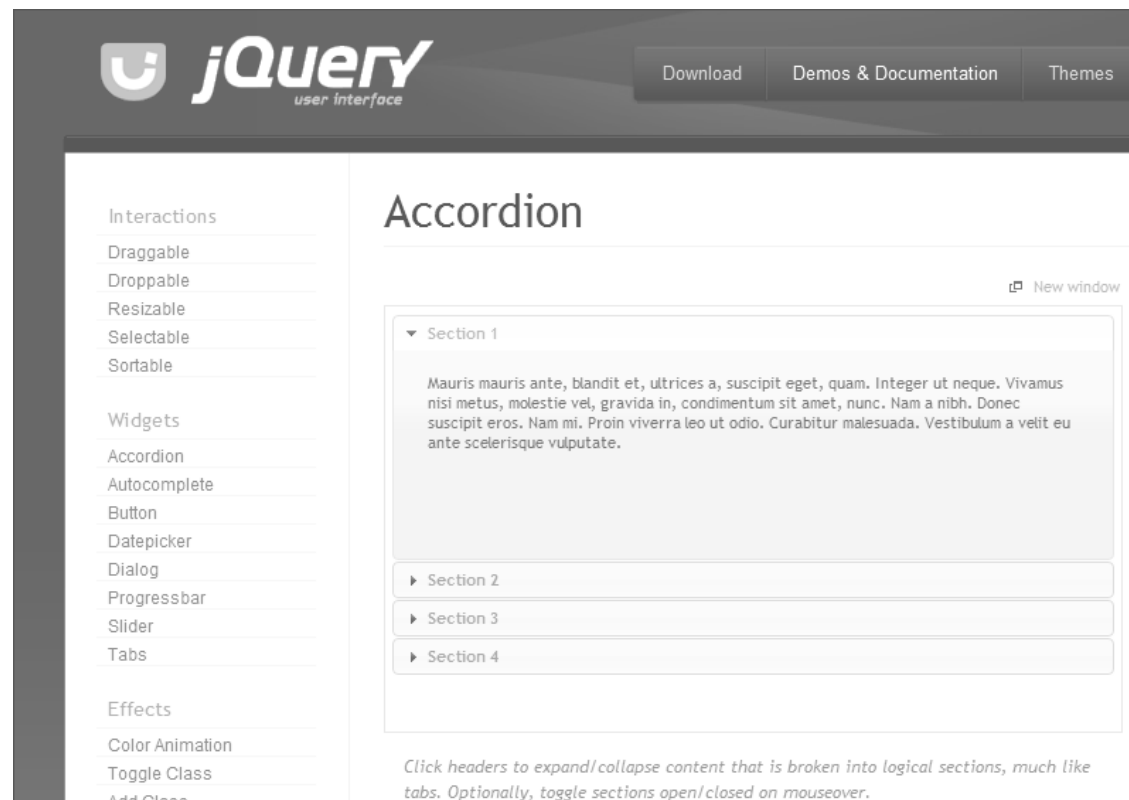 jQuery
user interface
Download
Demos & Documentation
Themes
Interactions
Draggable
Droppable
Resizable
Selectable
Sortable
Widgets
Accordion
Autocomplete
Button
Datepicker
Dialog
Progressbar
Slider
Tabs
Effects
Color Animation
Toggle Class
Add Class
Accordion
New window
Section 1
Mauris mauris ante, blandit et, ultrices a, suscipit eget, quam. Integer ut neque. Vivamus
nisi metus, molestie vel, gravida in, condimentum sit amet, nunc. Nam a nibh. Donec
suscipit eros. Nam mi. Proin viverra leo ut odio. Curabitur malesuada. Vestibulum a velit eu
ante scelerisque vulputate.
Section 2
Section 3
Section 4
Click headers to expand/collapse content that is broken into logical sections, much like
tabs. Optionally, toggle sections open/closed on mouseover.